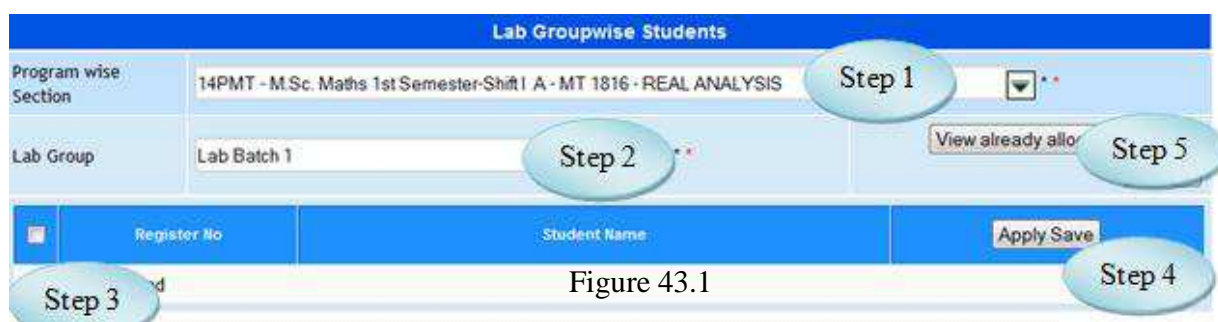 Lab Groupwise Students
Program wise
Section
14PMT - M.Sc. Maths 1st Semester-Shift I A - MT 1816 - REAL ANALYSIS
Step 1
**
Lab Group
Lab Batch 1
Step 2
**
View already
Step 5
Register No
Student Name
Apply Save
Step 3
Figure 43.1
Step 4